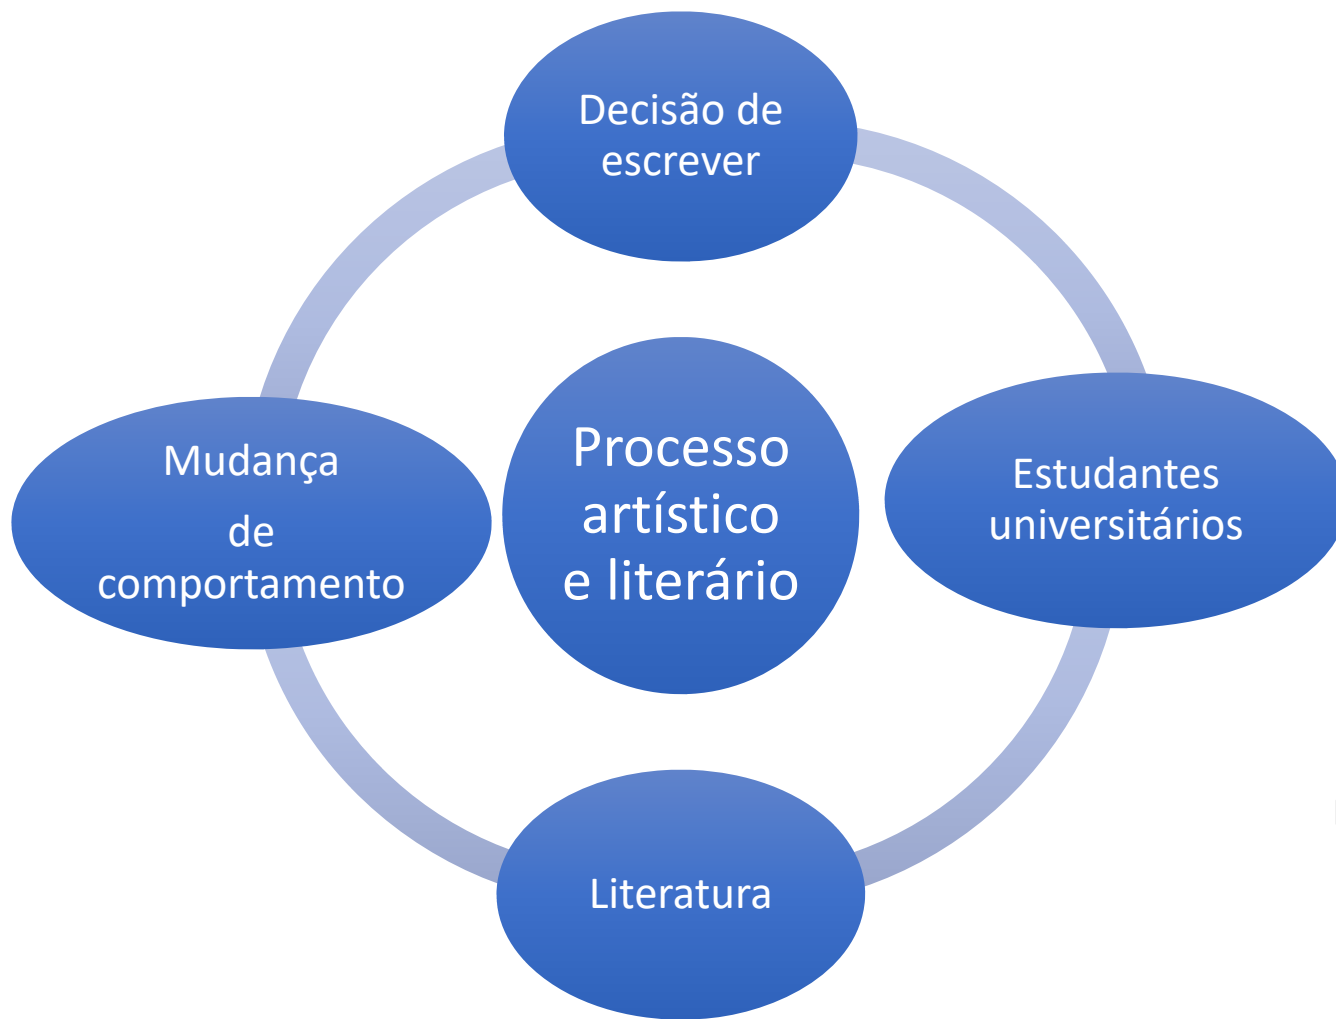 Decisão de
escrever
Mudança
de
comportamento
Processo
artístico
e literário
Estudantes
universitários
Literatura